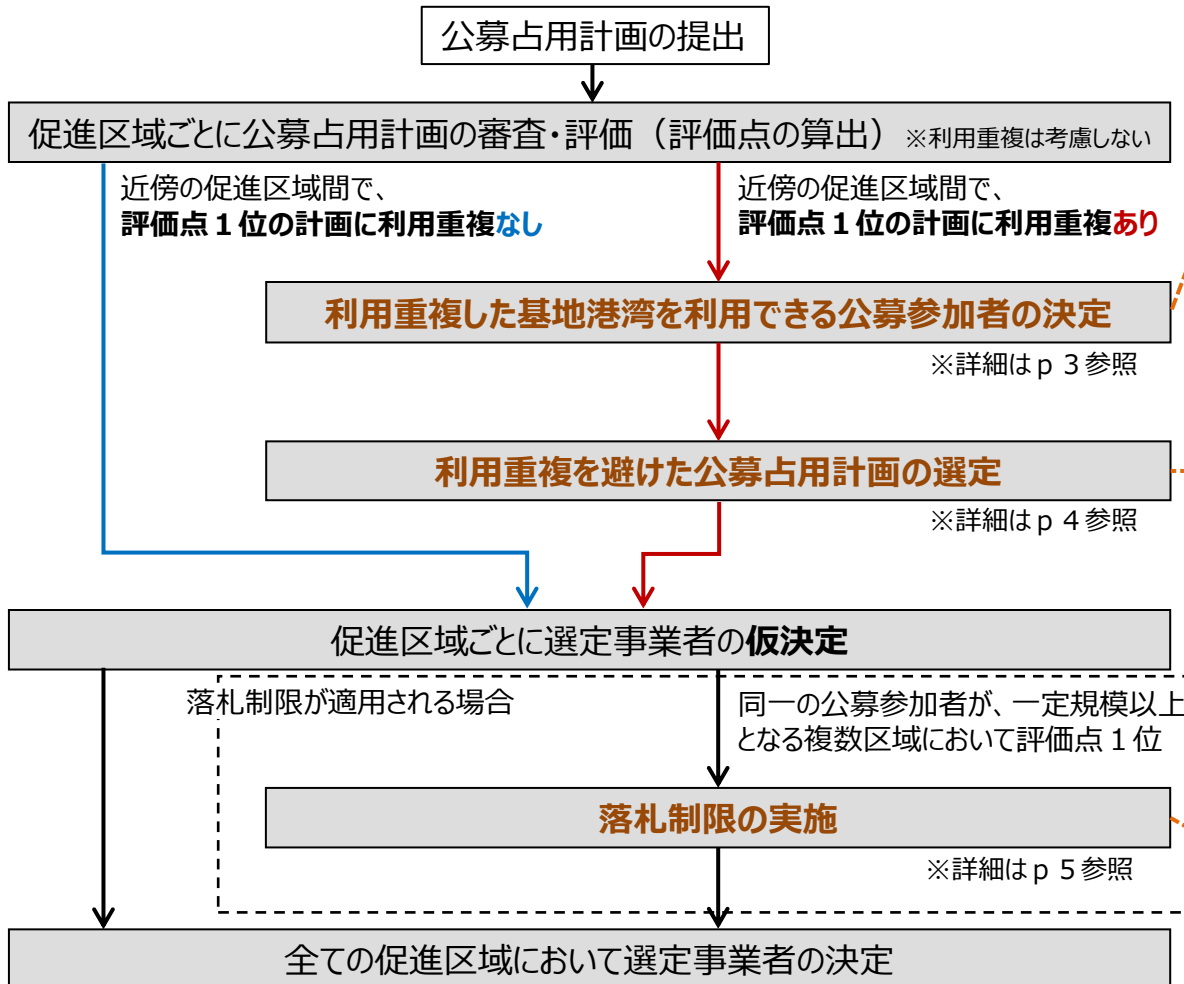 公募占用計画の提出
促進区域ごとに公募占用計画の審査・評価（評価点の算出）※利用重複は考慮しない
近傍の促進区域間で、
評価点１位の計画に利用重複なし
近傍の促進区域間で、
評価点１位の計画に利用重複あり
利用重複した基地港湾を利用できる公募参加者の決定
※詳細はｐ３参照
利用重複を避けた公募占用計画の選定
※詳細はｐ４参照
促進区域ごとに選定事業者の仮決定
落札制限が適用される場合
同一の公募参加者が、一定規模以上
となる複数区域において評価点１位
落札制限の実施
※詳細はｐ５参照
全ての促進区域において選定事業者の決定